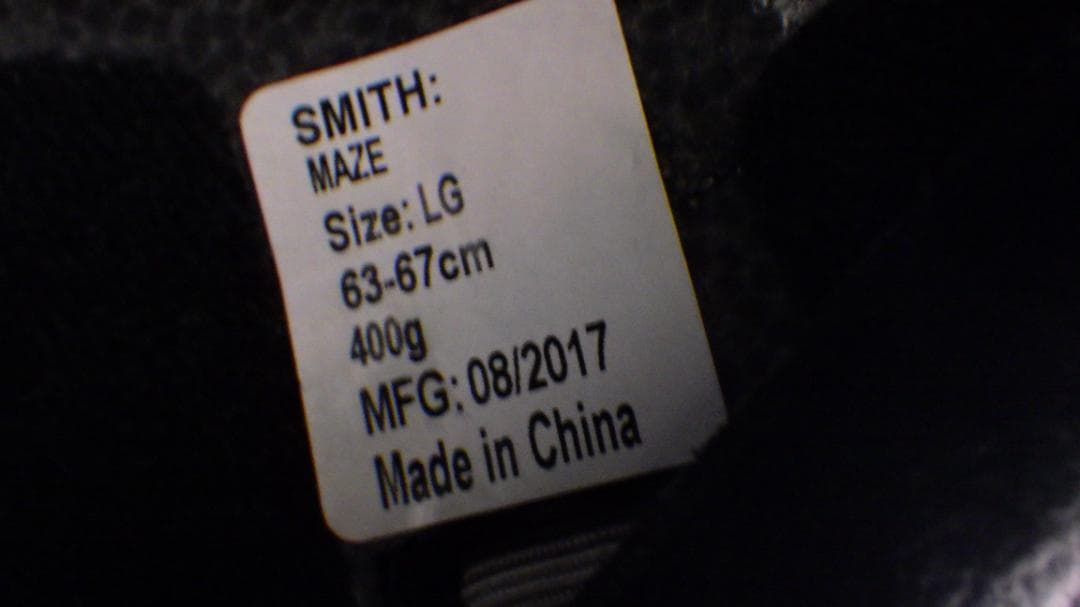 SMITH:
MAZE
Size: LG
63-67cm
400g
MFG: 08/2017
Made in China